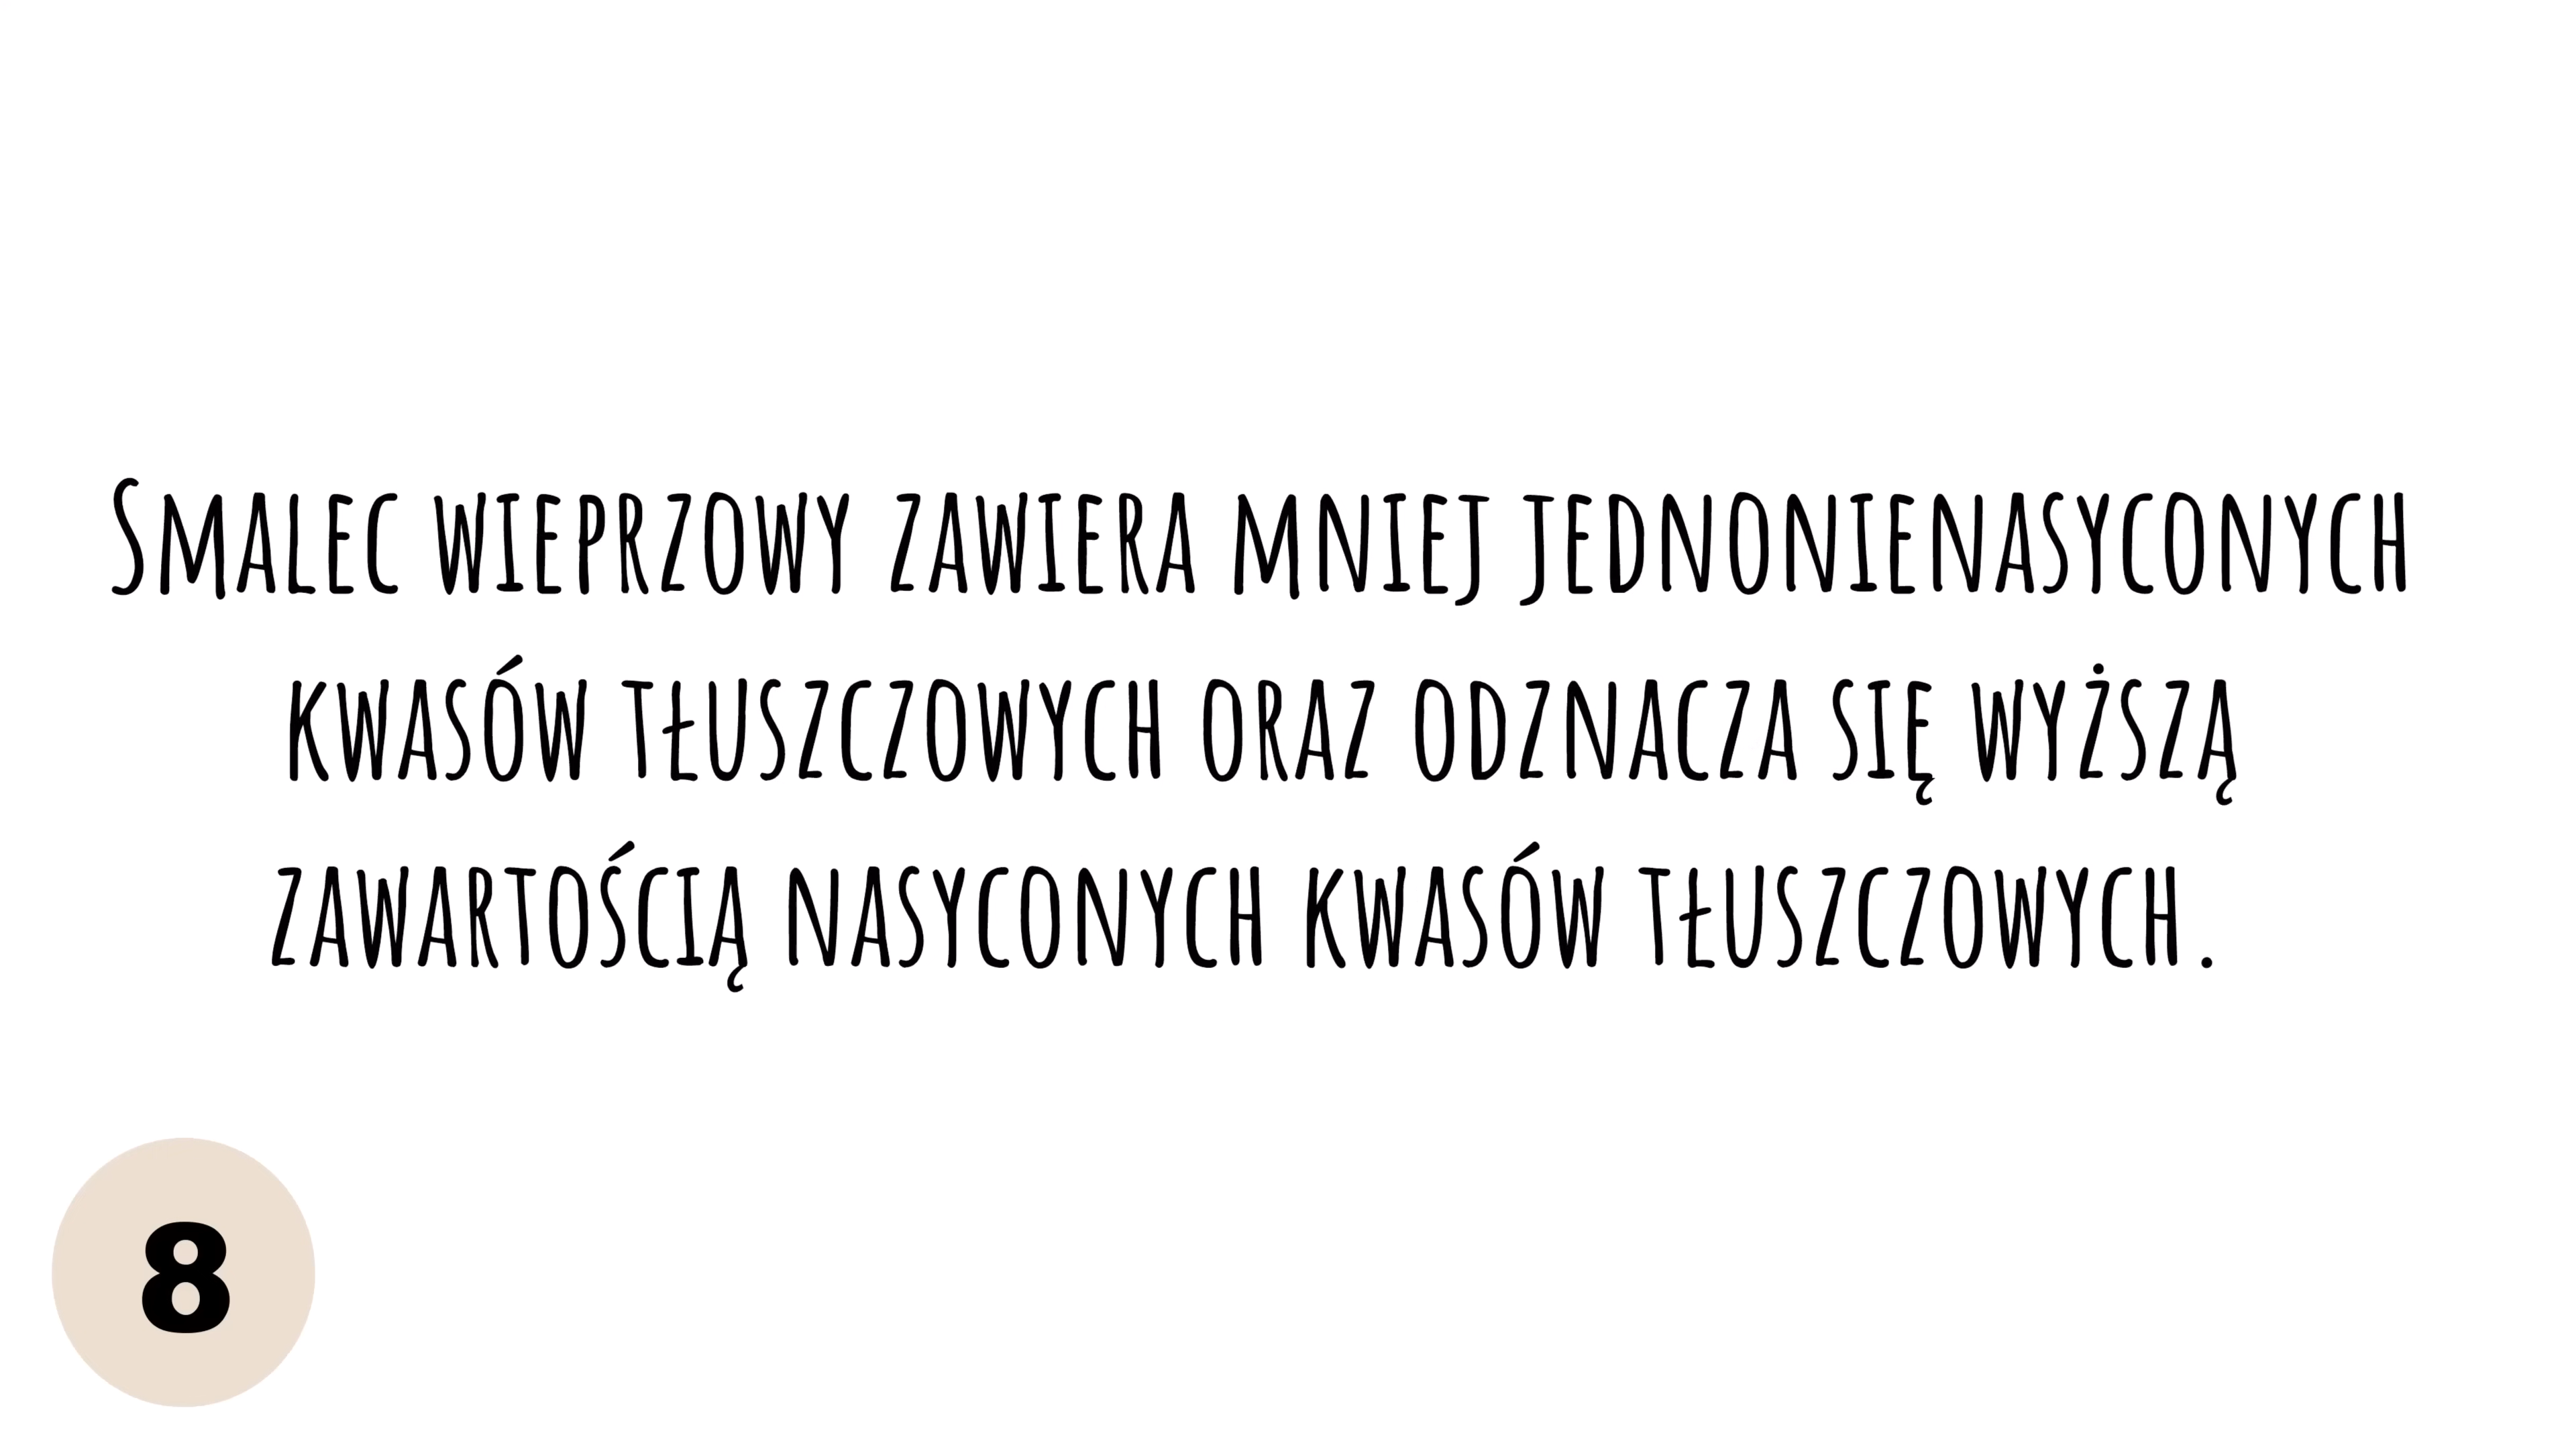 Smalec wieprzowy zawiera mniej jednonienasyconych
kwasów tłuszczowych oraz odznacza się wyższą
zawartością nasyconych kwasów tłuszczowych.
8